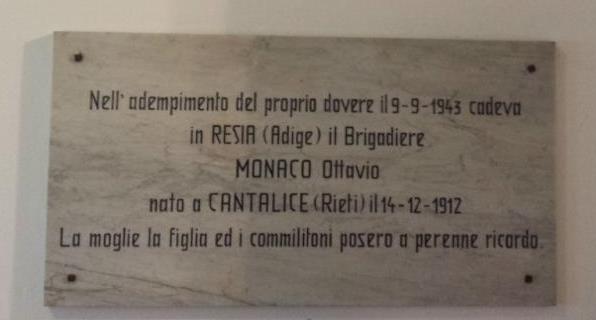 Nell' adempimento del proprio dovere il 9-9-1943 cadeva
in RESIA (Adige) il Brigadiere
MONACO Ottavio
nato a CANTALICE (Rieti) il 14-12-1912
La moglie la figlia ed i commilitoni posero a perenne ricordo.